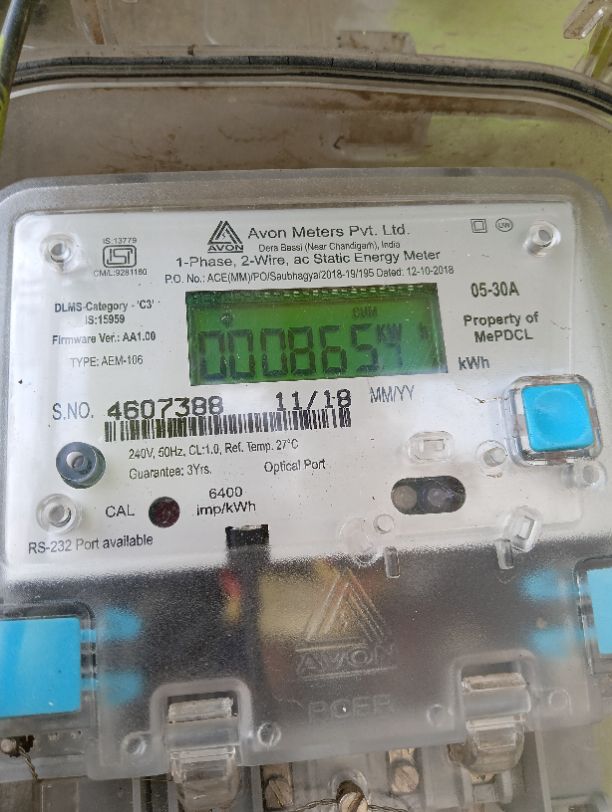 IS:13779
CM/L:9281180
AVON
Avon Meters Pvt. Ltd.
Dera Bassi (Near Chandigarh), India
1-Phase, 2-Wire, ac Static Energy Meter
P.O. No.: ACE(MM)/PO/Saubhagya/2018-19/195 Dated: 12-10-2018
DLMS-Category - 'C3'
IS:15959
Firmware Ver.: AA1.00
TYPE: AEM-106
CUM
0008654 kW h
05-30A
Property of
MePDCL
kWh
S.NO. 4607388 11/18 MM/YY
240V, 50Hz, CL-1.0, Ref. Temp. 27°C
Guarantee: 3Yrs. Optical Port
CAL
6400
imp/kWh
RS-232 Port available
AVON